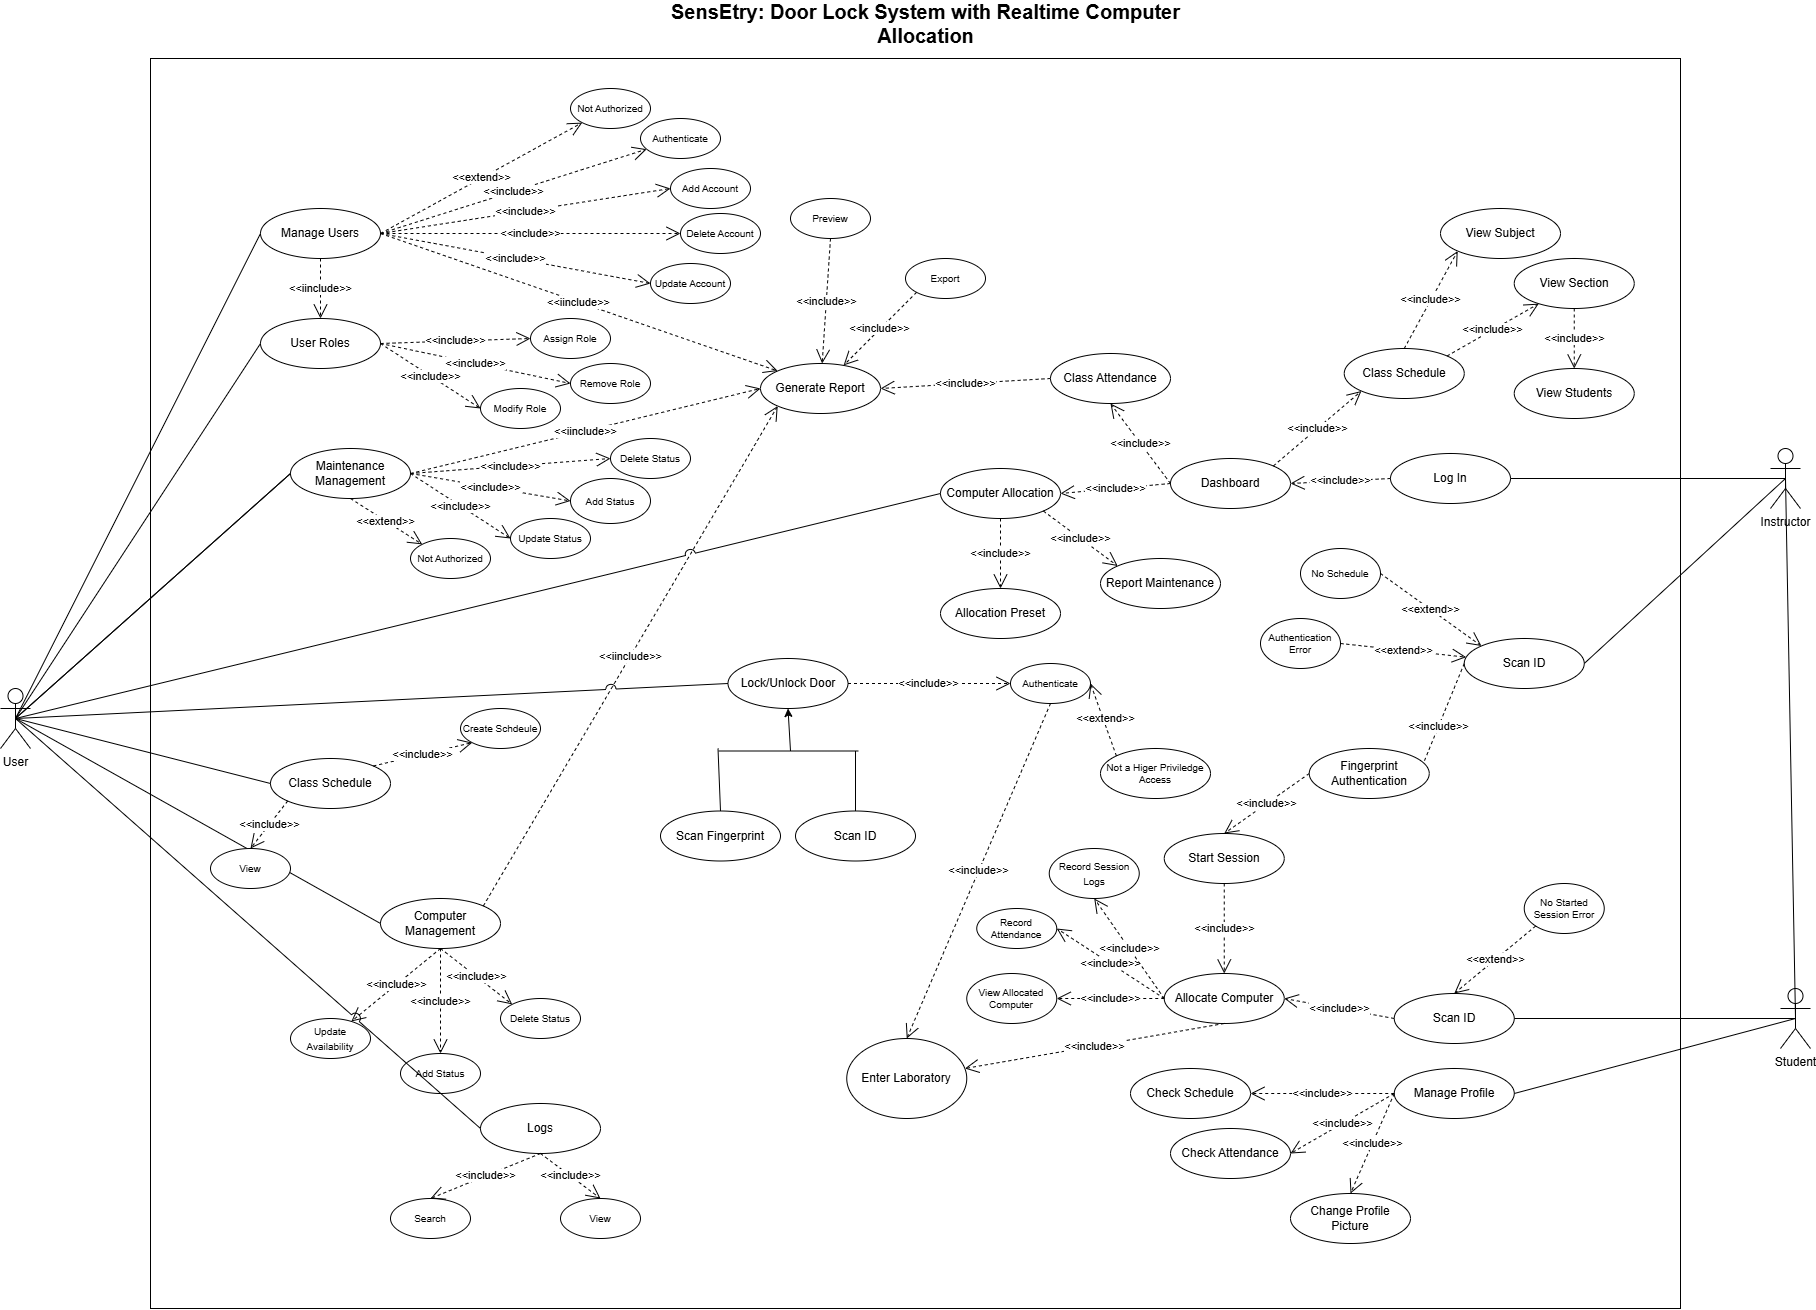 SensEtry: Door Lock System with Realtime Computer
Allocation
Not Authorized
Authenticate
<<extend>>
<<include>>
Add Account
<<include>>
Preview
Manage Users
<<include>>
Delete Account
View Subject
<<include>>
Export
Update Account
View Section
<<iinclude>>
<<iinclude>>
<<include>>
<<include>>
<<include>>
<<include>>
User Roles
<<include>>
Assign Role
<<include>>
<<include>>
<<include>>
Remove Role
Generate Report
<<include>>
Class Attendance
Class Schedule
View Students
Modify Role
<<iinclude>>
<<include>>
<<include>>
Maintenance
Management
<<include>>
Delete Status
<<include>>
Add Status
<<include>>
<<extend>>
Update Status
Not Authorized
Computer Allocation
<<include>>
Dashboard
<<include>>
Log In
Instructor
<<include>>
<<include>>
Report Maintenance
Allocation Preset
No Schedule
<<extend>>
Authentication
Error
<<extend>>
Scan ID
<<iinclude>>
Lock/Unlock Door
<<include>>
Authenticate
<<extend>>
<<include>>
Create Schdeule
<<include>>
User
Class Schedule
Not a Higer Priviledge
Access
Fingerprint
Authentication
<<include>>
<<include>>
Scan Fingerprint
Scan ID
View
Start Session
<<include>>
Record Session
Logs
No Started
Session Error
Computer
Management
Record
Attendance
<<include>>
<<include>>
<<include>>
<<extend>>
<<include>>
<<include>>
<<include>>
View Allocated
Computer
<<include>>
Allocate Computer
<<include>>
Scan ID
Delete Status
Update
Availability
<<include>>
Student
Add Status
Enter Laboratory
Check Schedule
<<include>>
Manage Profile
Logs
<<include>>
<<include>>
Check Attendance
<<include>>
<<include>>
Search
View
Change Profile
Picture